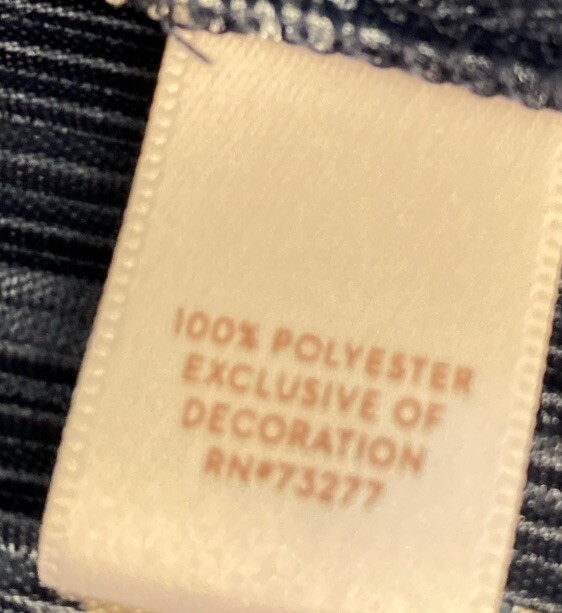 100% POLYESTER
EXCLUSIVE OF
DECORATION
RN#73277